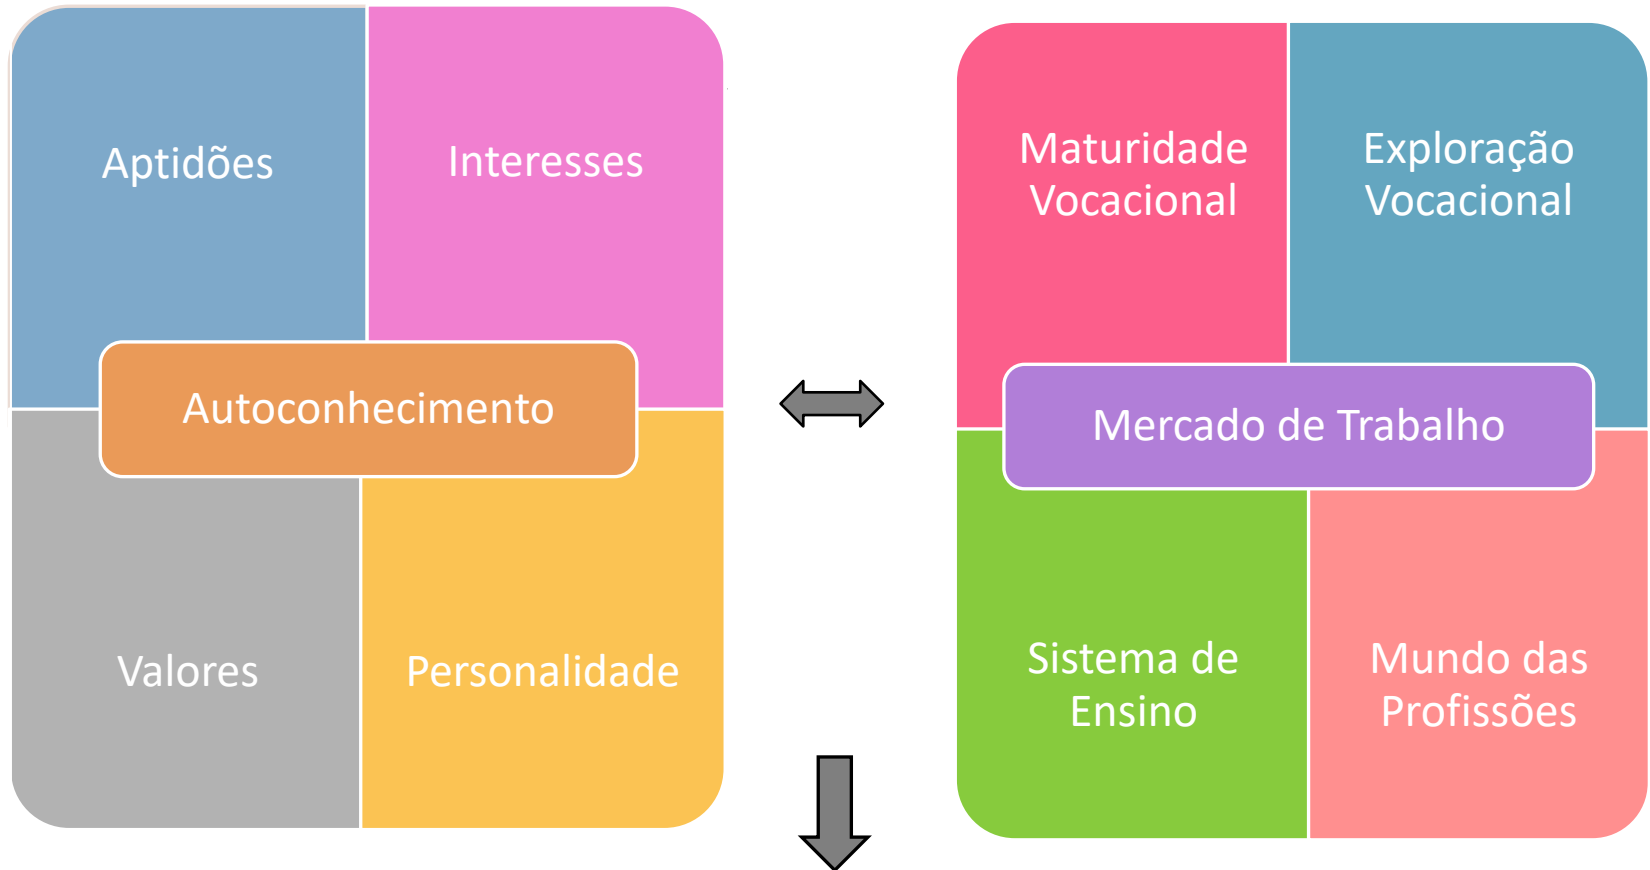 Aptidões
Interesses
Autoconhecimento
Valores
Personalidade
Maturidade
Vocacional
Exploração
Vocacional
Mercado de Trabalho
Sistema de
Ensino
Mundo das
Profissões